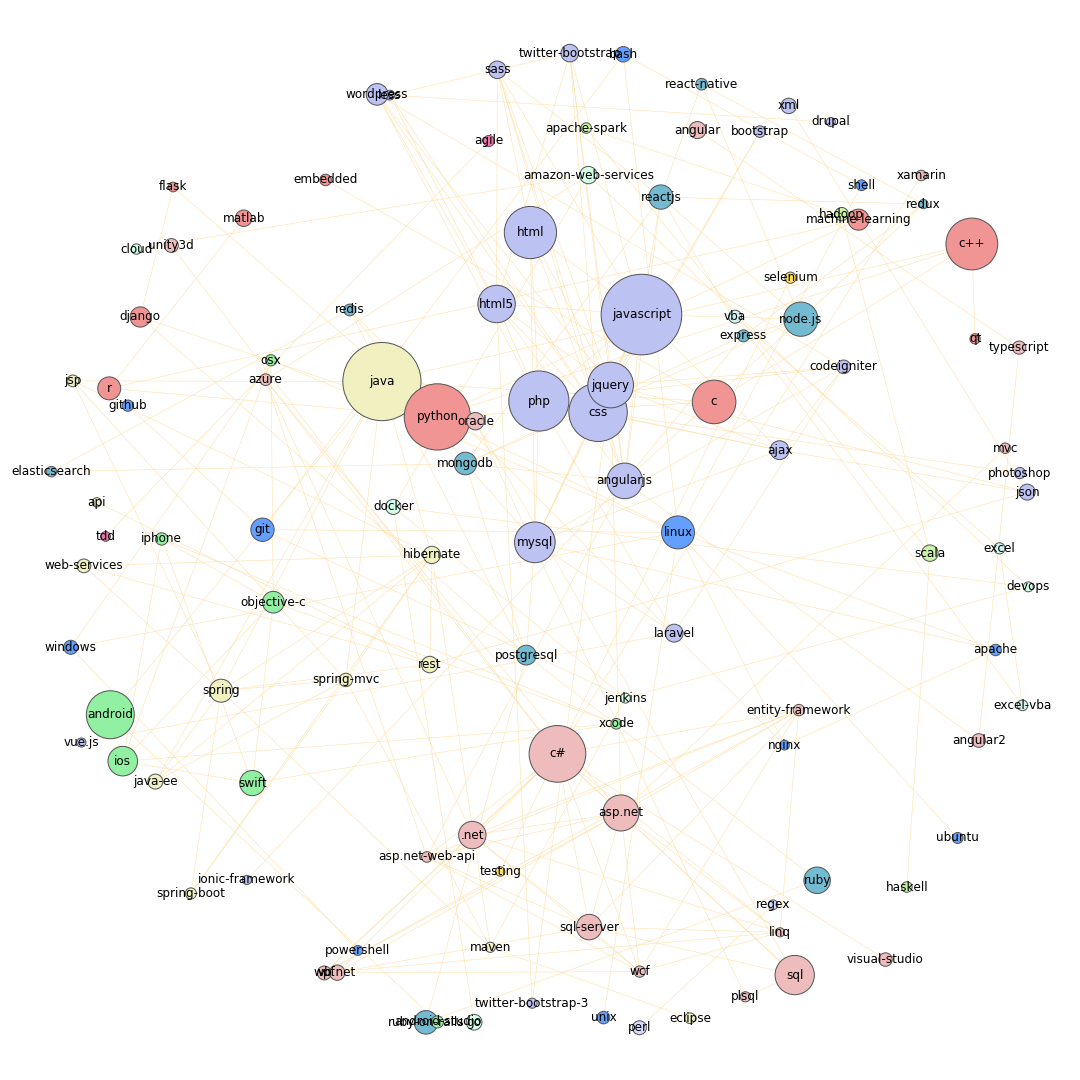 twitter-bootstrap
bash
sass
react-native
wordpress
less
xml
drupal
apache-spark
angular
bootstrap
agile
amazon-web-services
xamarin
embedded
flask
shell
reactjs
redux
hadoop
machine-learning
matlab
html
cloud
unity3d
c++
selenium
html5
redis
javascript
vba
node.js
django
express
qt
typescript
osx
codeigniter
azure
jsp
r
java
jquery
github
php
css
c
python
oracle
mvc
ajax
mongodb
elasticsearch
photoshop
angularjs
json
api
docker
git
linux
tdd
iphone
mysql
excel
hibernate
scala
web-services
devops
objective-c
laravel
windows
apache
postgresql
rest
spring-mvc
spring
jenkins
excel-vba
entity-framework
android
xcode
vue.js
nginx
angular2
c#
ios
java-ee
swift
asp.net
.net
ubuntu
asp.net-web-api
testing
ionic-framework
ruby
haskell
spring-boot
regex
sql-server
linq
powershell
maven
visual-studio
wpf
vb.net
wcf
sql
plsql
twitter-bootstrap-3
unix
eclipse
ruby-on-rails
android-studio
go
perl